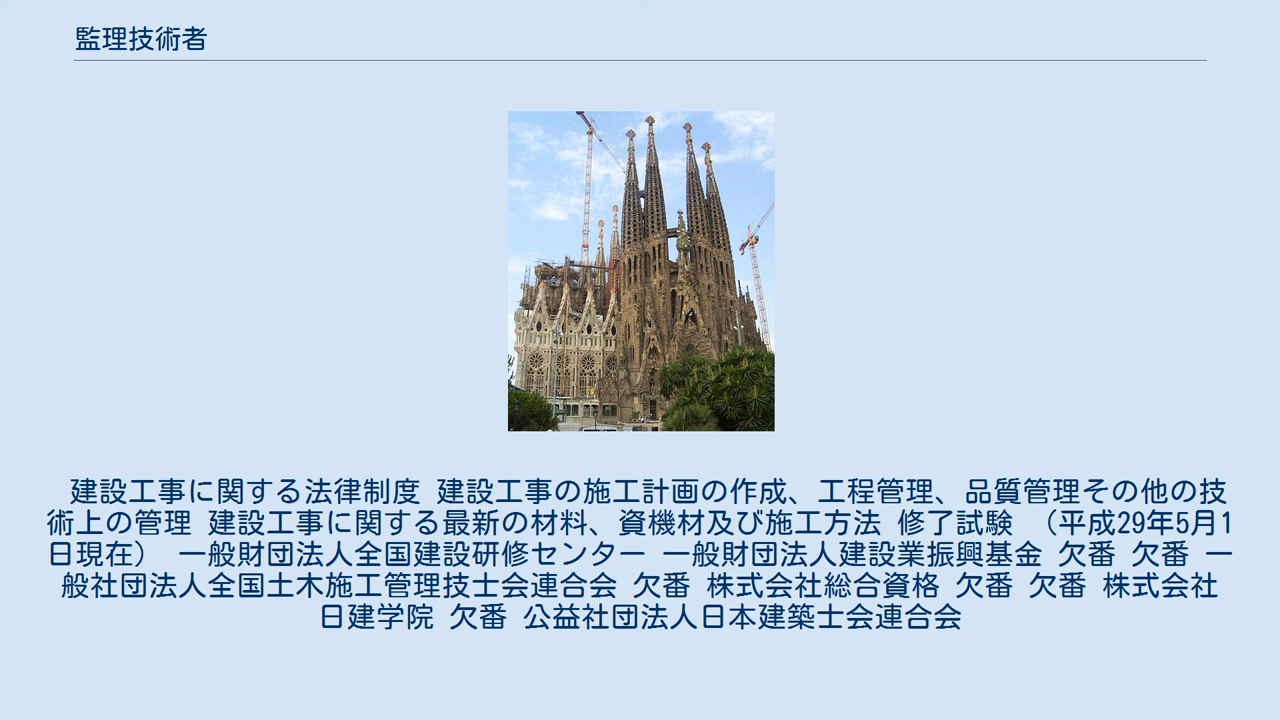 監理技術者
建設工事に関する法律制度 建設工事の施工計画の作成、工程管理、品質管理その他の技
術上の管理 建設工事に関する最新の材料、資機材及び施工方法 修了試験 （平成29年5月1
日現在） 一般財団法人全国建設研修センター 一般財団法人建設業振興基金 欠番 欠番 一
般社団法人全国土木施工管理技士会連合会 欠番 株式会社総合資格 欠番 欠番 株式会社
日建学院 欠番 公益社団法人日本建築士会連合会